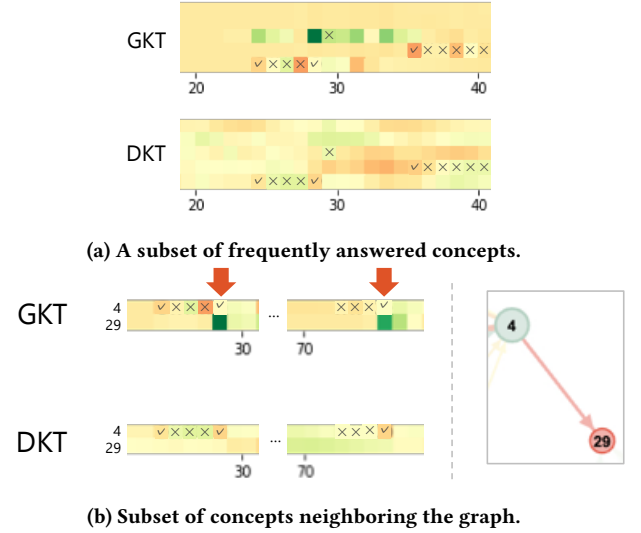 GKT
20 30 40
DKT
20 30 40
(a) A subset of frequently answered concepts.
GKT
4
29
...
30 70
DKT
4
29
...
30 70
4
29
(b) Subset of concepts neighboring the graph.